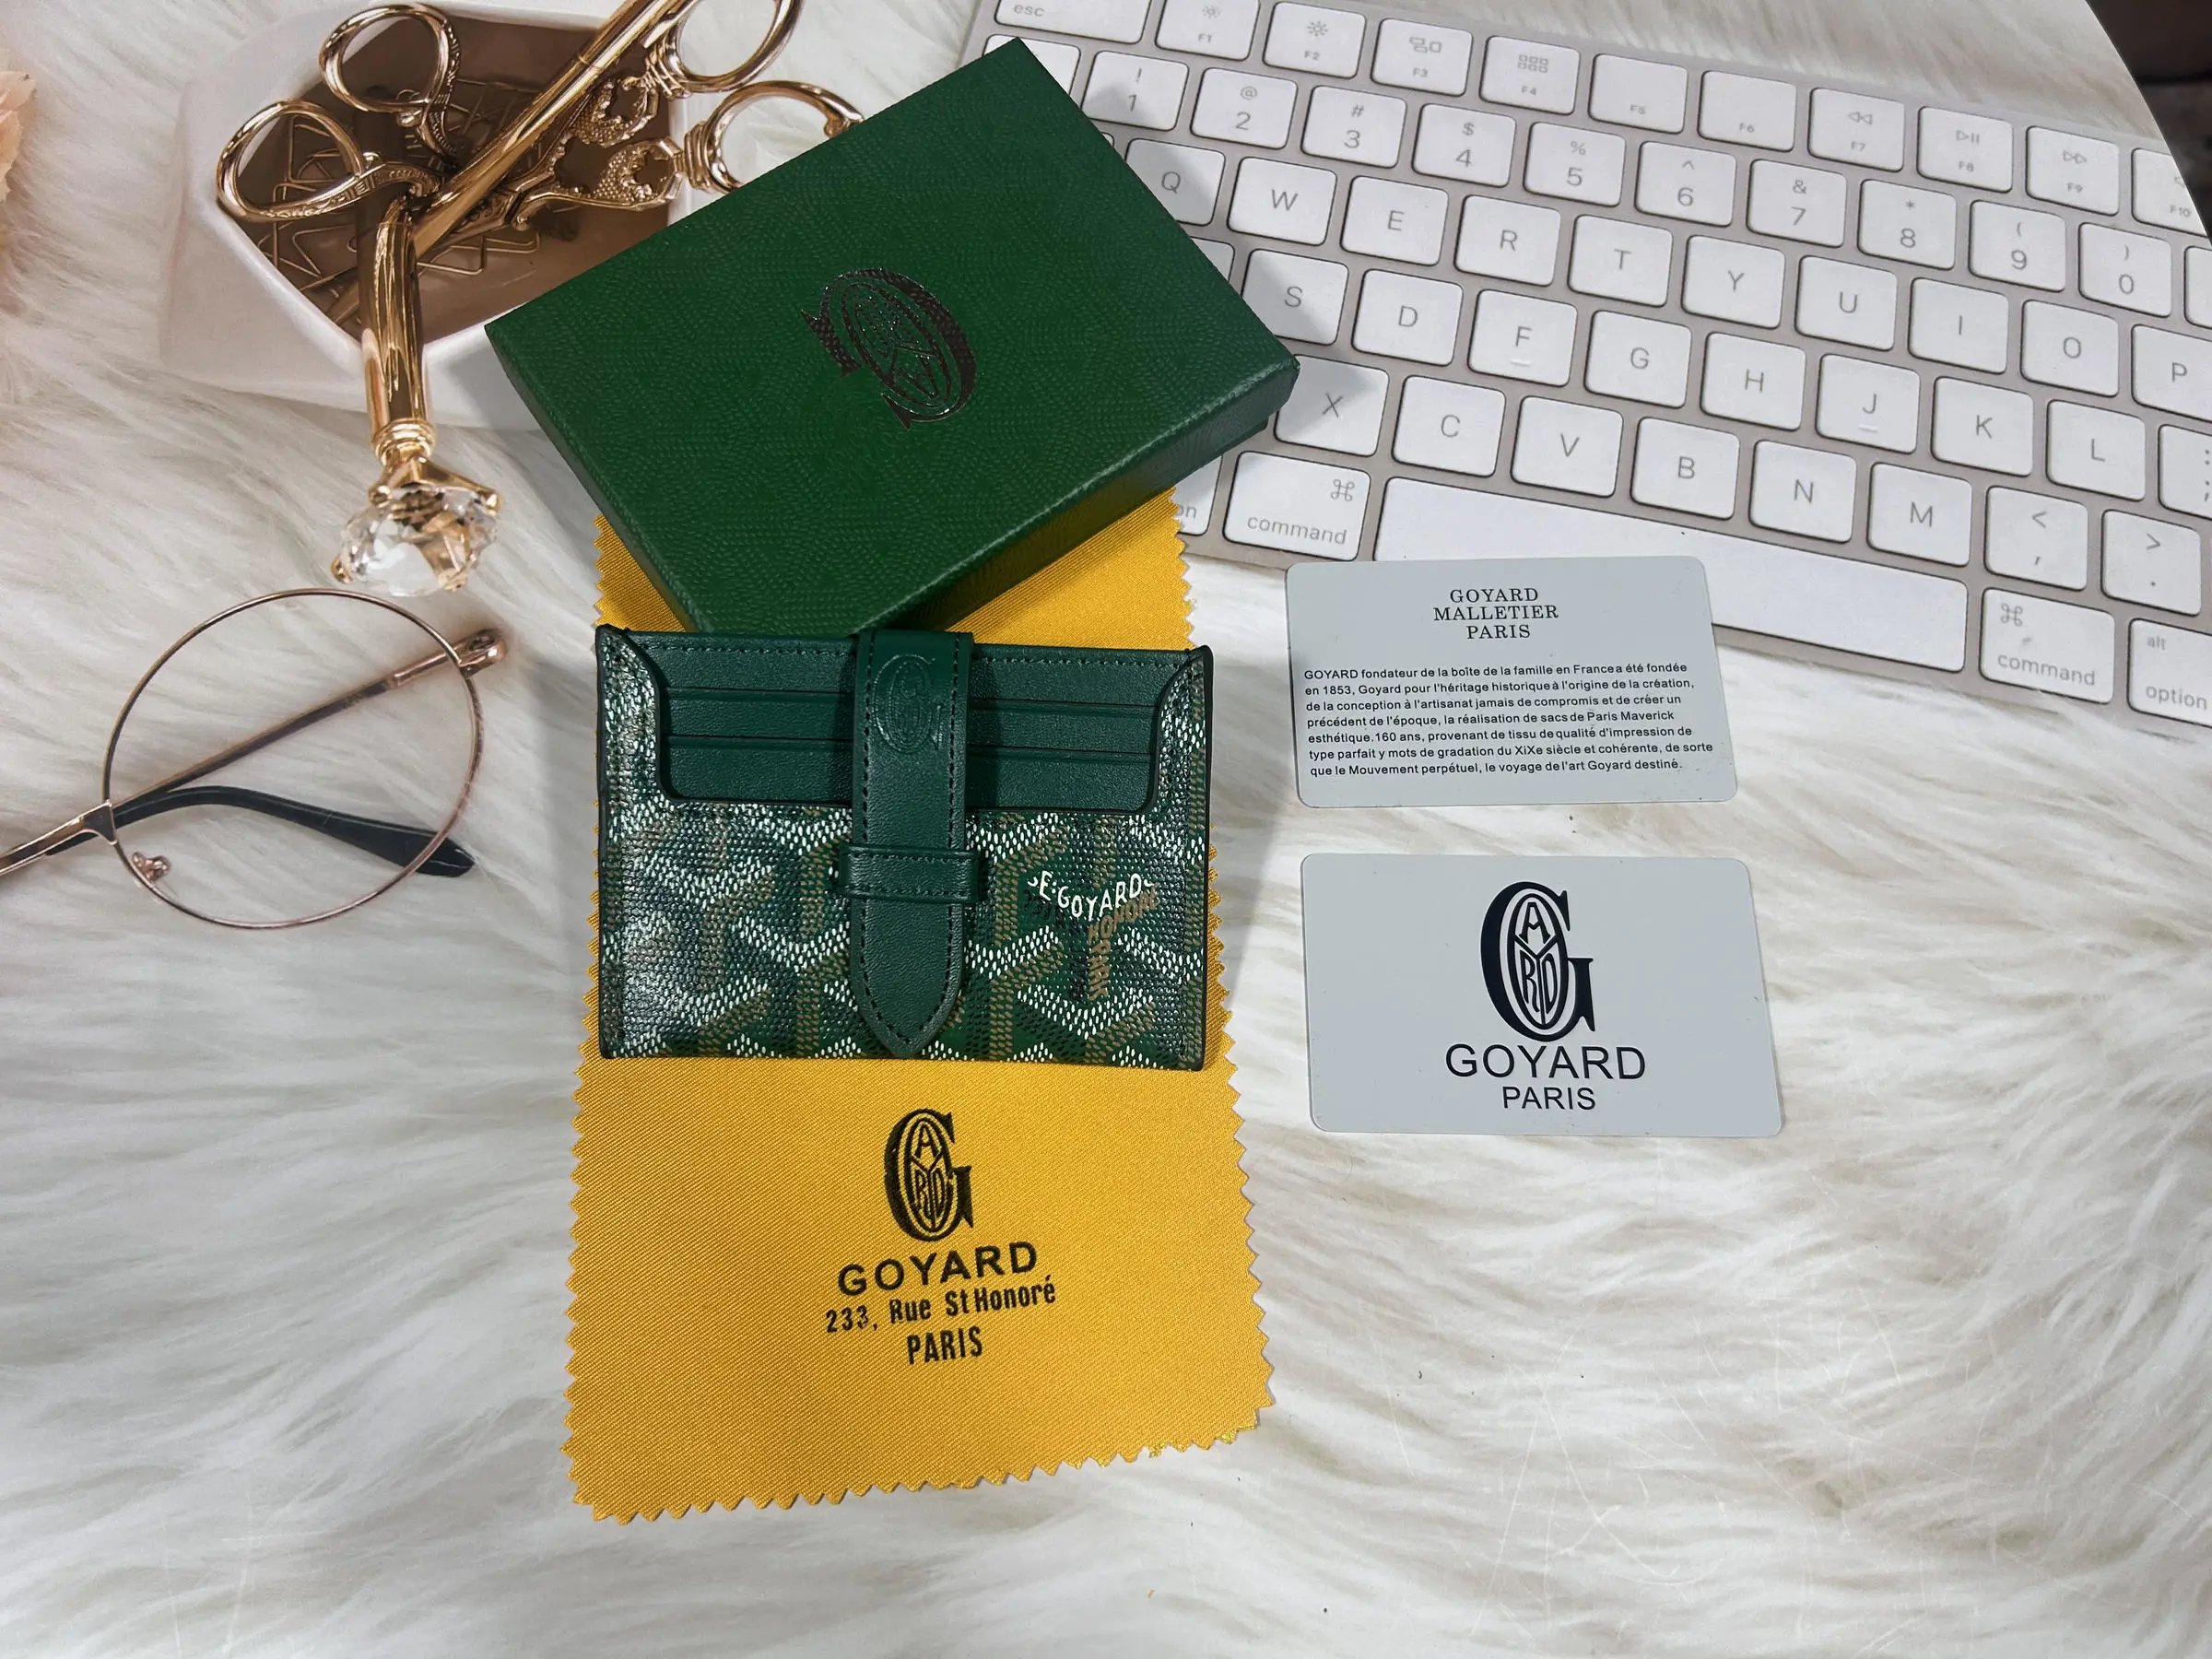 esc
F1
F2
F3
F4
F5
F6
F7
F8
F9
F10
! 1
@ 2
# 3
$ 4
% 5
^ 6
& 7
* 8
( 9
) 0
Q W E R T Y U I O P
S D F G H J K L
X C V B N M < , > .
⌘ command
⌘ command
alt option
GOYARD
MALLETIER
PARIS
GOYARD fondateur de la boîte de la famille en France a été fondée
en 1853, Goyard pour l'héritage historique à l'origine de la création,
de la conception à l'artisanat jamais de compromis et de créer un
précédent de l'époque, la réalisation de sacs de Paris Maverick
esthétique.160 ans, provenant de tissu de qualité d'impression de
type parfait y mots de gradation du XiXe siècle et cohérente, de sorte
que le Mouvement perpétuel, le voyage de l'art Goyard destiné.
E·GOYARD
GOYARD
PARIS
GOYARD
233, Rue St Honoré
PARIS